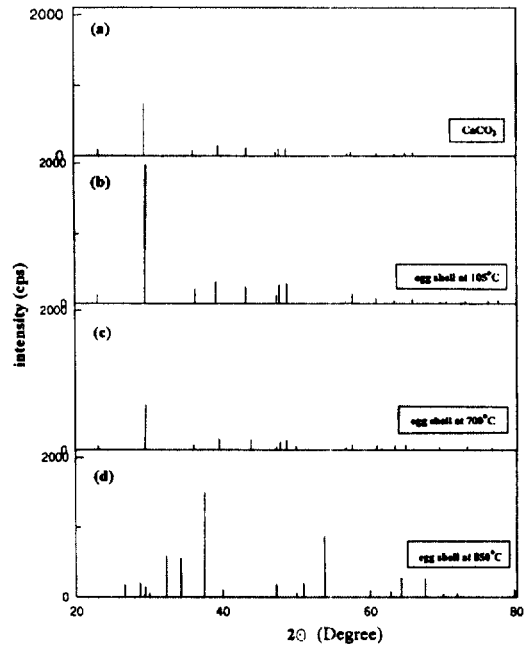 2000
(a)
CaCO₃
0
2000
(b)
egg shell at 105°C
0
2000
(c)
egg shell at 700°C
0
2000
(d)
egg shell at 850°C
0
20 40 60 80
2Θ (Degree)
intensity (cps)